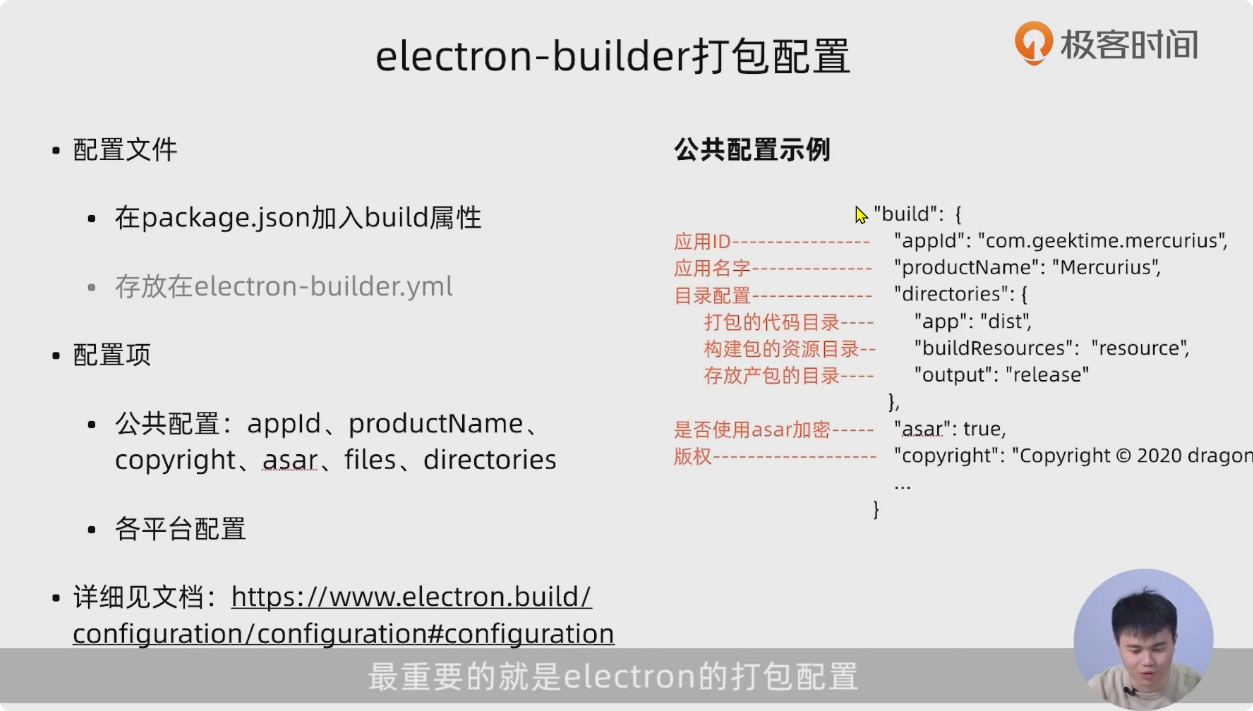 electron-builder打包配置
极客时间
• 配置文件
• 在package.json加入build属性
• 存放在electron-builder.yml
• 配置项
• 公共配置：appId、productName、
copyright、asar、files、directories
• 各平台配置
• 详细见文档：https://www.electron.build/
configuration/configuration#configuration
公共配置示例
"build": {
应用ID---------------- "appId": "com.geektime.mercurius",
应用名字-------------- "productName": "Mercurius",
目录配置-------------- "directories": {
打包的代码目录---- "app": "dist",
构建包的资源目录-- "buildResources": "resource",
存放产包的目录---- "output": "release"
},
是否使用asar加密----- "asar": true,
版权------------------- "copyright": "Copyright © 2020 dragon
...
}
最重要的就是electron的打包配置